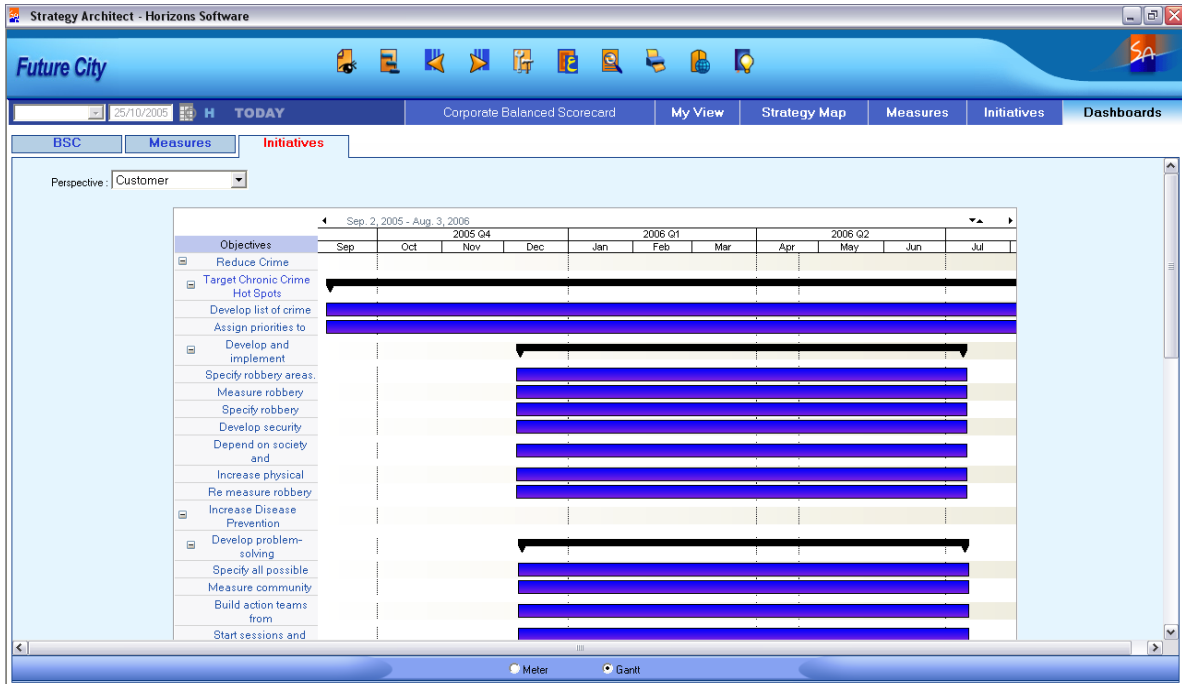 Strategy Architect - Horizons Software
Future City
SA
25/10/2005 H TODAY Corporate Balanced Scorecard My View Strategy Map Measures Initiatives Dashboards
BSC Measures Initiatives
Perspective : Customer
Sep. 2, 2005 - Aug. 3, 2006
2005 Q4 2006 Q1 2006 Q2
Objectives Sep Oct Nov Dec Jan Feb Mar Apr May Jun Jul
Reduce Crime
Target Chronic Crime
Hot Spots
Develop list of crime
Assign priorities to
Develop and
implement
Specify robbery areas.
Measure robbery
Specify robbery
Develop security
Depend on society
and
Increase physical
Re measure robbery
Increase Disease
Prevention
Develop problem-
solving
Specify all possible
Measure community
Build action teams
from
Start sessions and
Meter Gantt